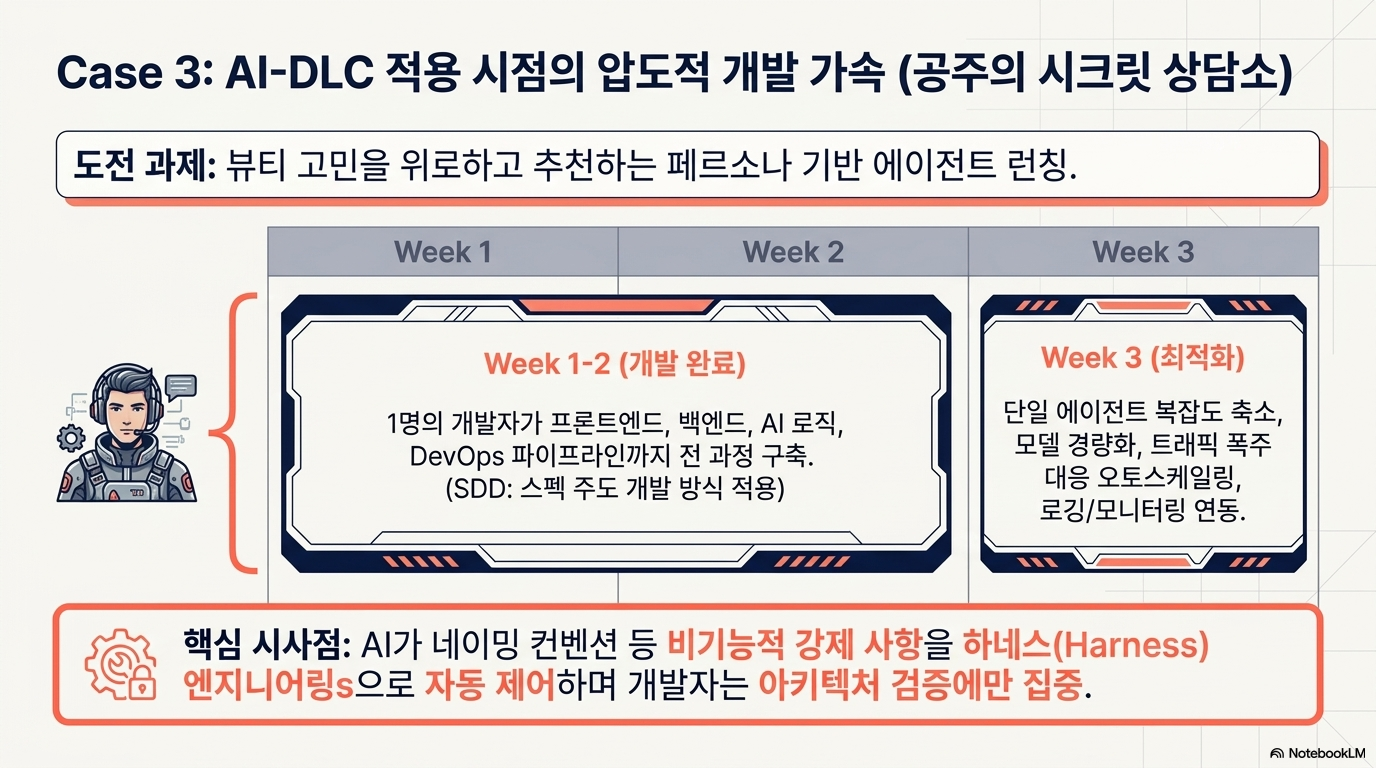 Case 3: AI-DLC 적용 시점의 압도적 개발 가속 (공주의 시크릿 상담소)
도전 과제: 뷰티 고민을 위로하고 추천하는 페르소나 기반 에이전트 런칭.
Week 1
Week 2
Week 3
Week 1-2 (개발 완료)
1명의 개발자가 프론트엔드, 백엔드, AI 로직,
DevOps 파이프라인까지 전 과정 구축.
(SDD: 스펙 주도 개발 방식 적용)
Week 3 (최적화)
단일 에이전트 복잡도 축소,
모델 경량화, 트래픽 폭주
대응 오토스케일링,
로깅/모니터링 연동.
핵심 시사점: AI가 네이밍 컨벤션 등 비기능적 강제 사항을 하네스(Harness)
엔지니어링s으로 자동 제어하며 개발자는 아키텍처 검증에만 집중.
NotebookLM